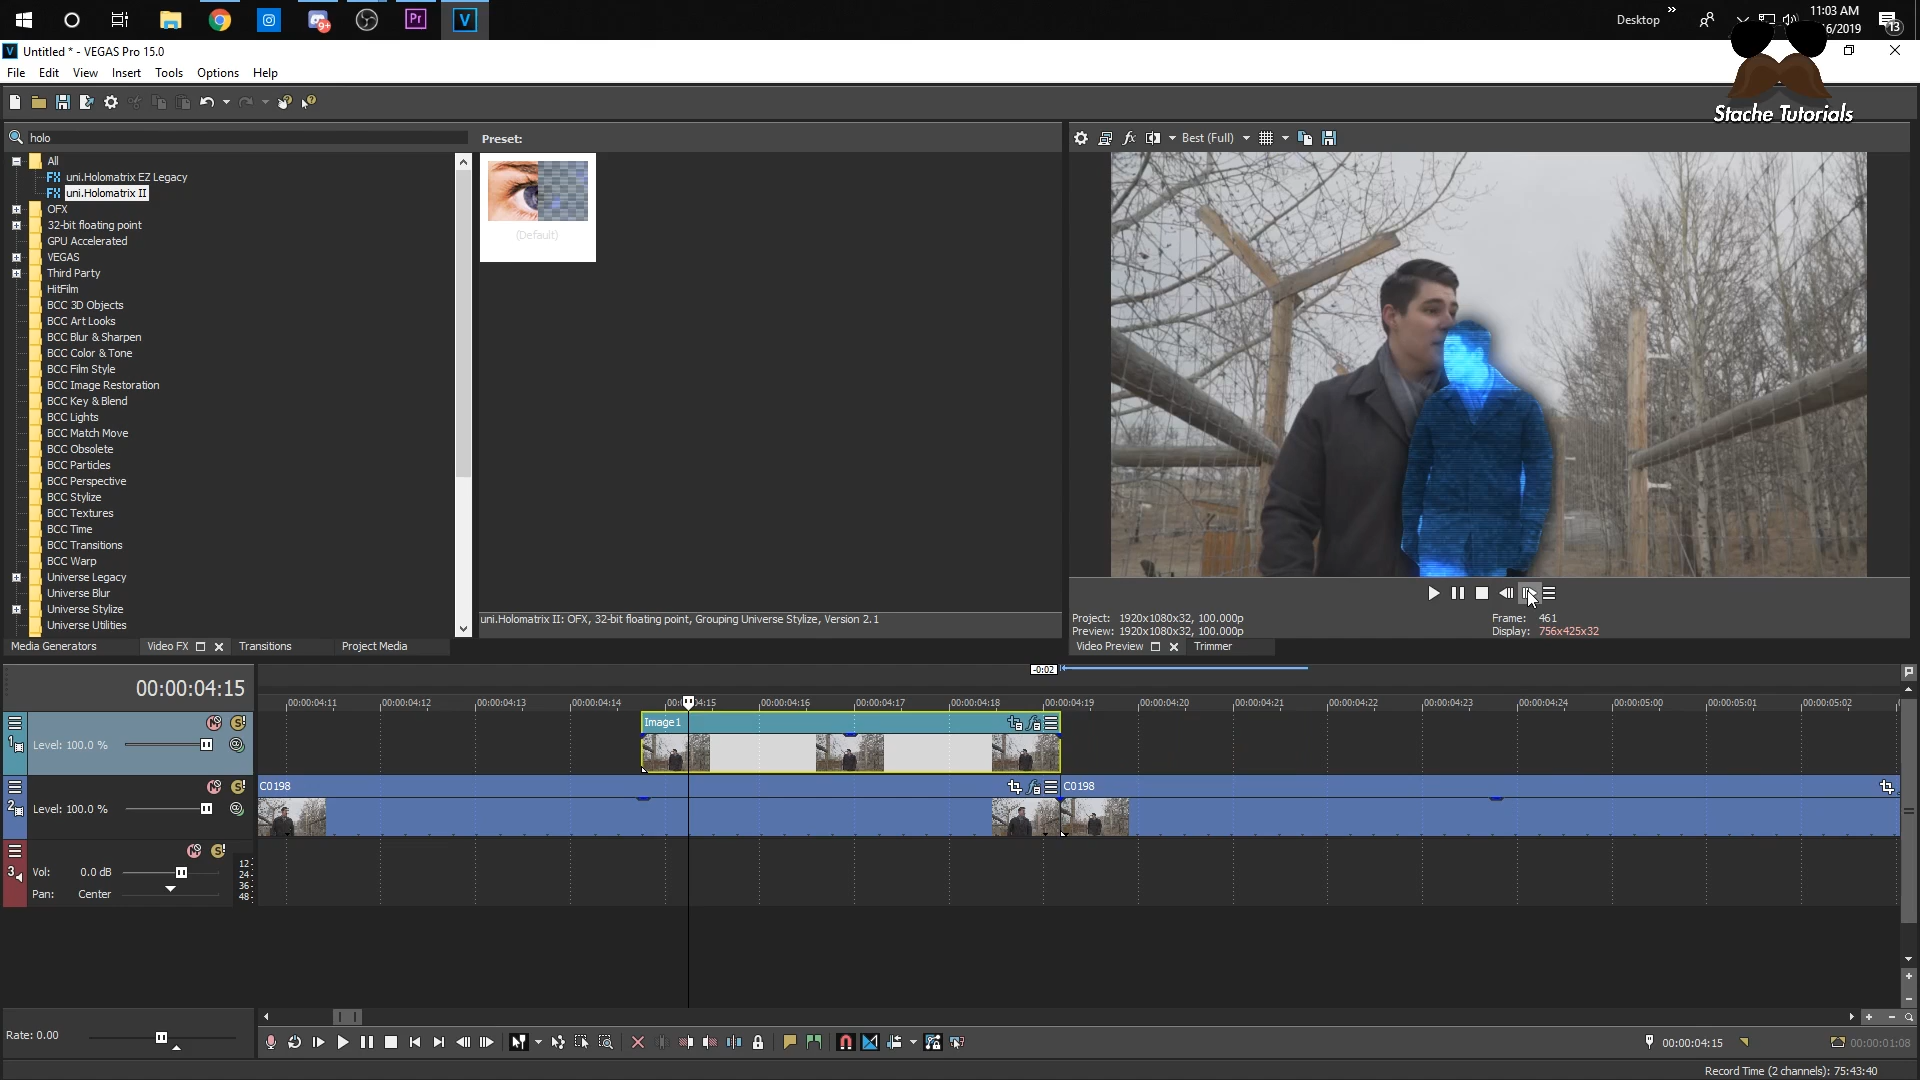 Desktop
11:03 AM
6/2019
13
Untitled * - VEGAS Pro 15.0
File Edit View Insert Tools Options Help
Stache Tutorials
holo
Preset:
Best (Full)
All
uni.Holomatrix EZ Legacy
uni.Holomatrix II
OFX
32-bit floating point
GPU Accelerated
VEGAS
Third Party
HitFilm
BCC 3D Objects
BCC Art Looks
BCC Blur & Sharpen
BCC Color & Tone
BCC Film Style
BCC Image Restoration
BCC Key & Blend
BCC Lights
BCC Match Move
BCC Obsolete
BCC Particles
BCC Perspective
BCC Stylize
BCC Textures
BCC Time
BCC Transitions
BCC Warp
Universe Legacy
Universe Blur
Universe Stylize
Universe Utilities
(Default)
uni.Holomatrix II: OFX, 32-bit floating point, Grouping Universe Stylize, Version 2.1
Project: 1920x1080x32, 100.000p
Frame: 461
Preview: 1920x1080x32, 100.000p
Display: 756x425x32
Media Generators Video FX Transitions Project Media
Video Preview Trimmer
-0:02
00:00:04:15
00:00:04:11 00:00:04:12 00:00:04:13 00:00:04:14 00:00:04:16 00:00:04:17 00:00:04:18 00:00:04:19 00:00:04:20 00:00:04:21 00:00:04:22 00:00:04:23 00:00:04:24 00:00:05:00 00:00:05:01 00:00:05:02
1
Level: 100.0 %
Image1
2
Level: 100.0 %
C0198
C0198
3
Vol: 0.0 dB
Pan: Center
12
24
36
48
Rate: 0.00
00:00:04:15
00:00:01:08
Record Time (2 channels): 75:43:40